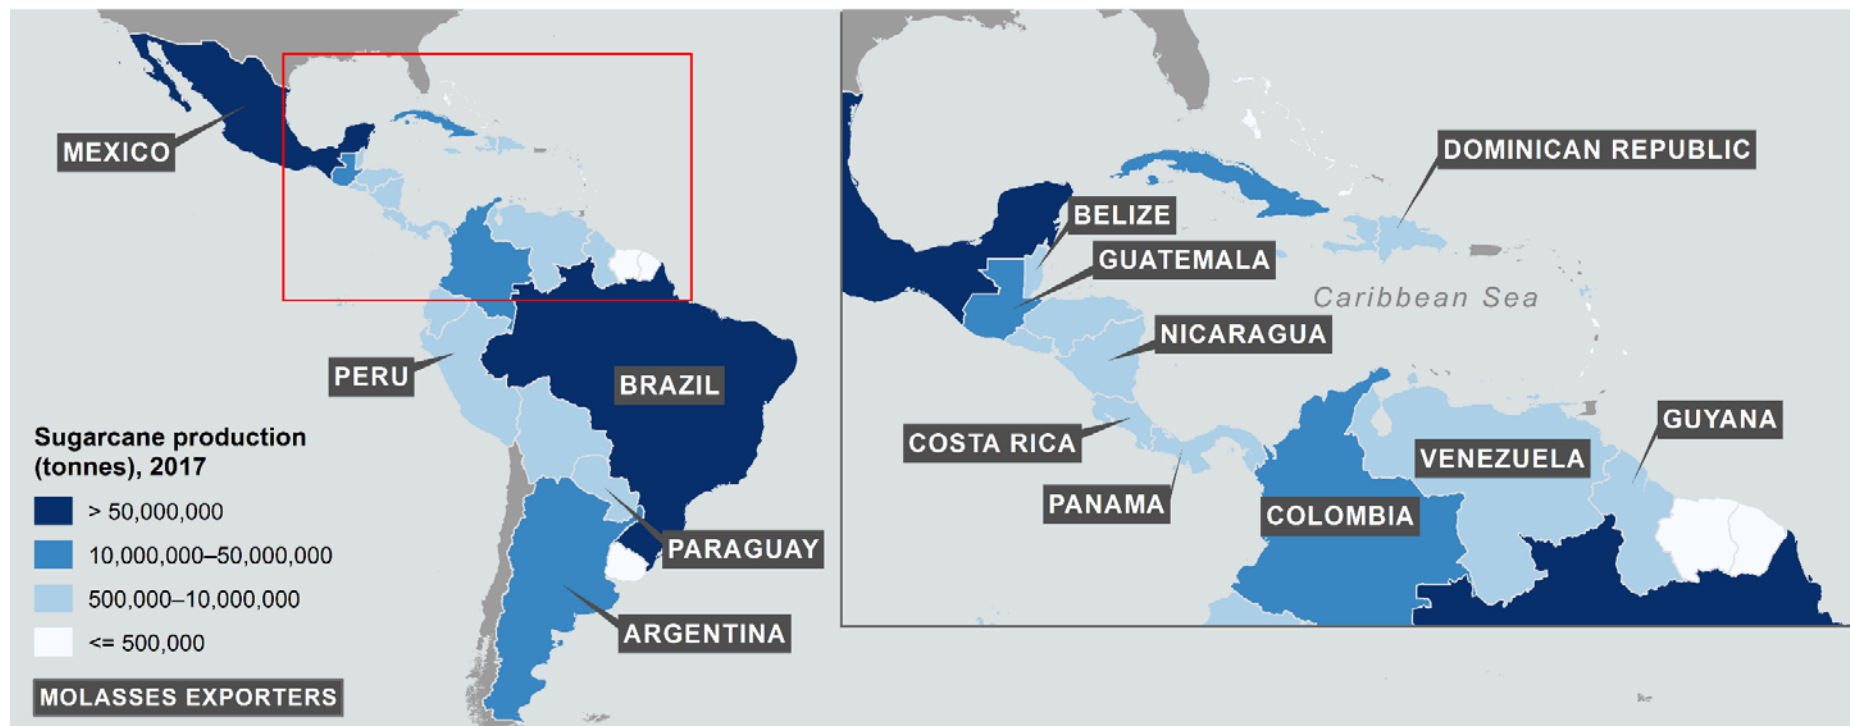 MEXICO
PERU
BRAZIL
PARAGUAY
ARGENTINA
Sugarcane production
(tonnes), 2017
> 50,000,000
10,000,000–50,000,000
500,000–10,000,000
<= 500,000
MOLASSES EXPORTERS
DOMINICAN REPUBLIC
BELIZE
GUATEMALA
Caribbean Sea
NICARAGUA
COSTA RICA
PANAMA
COLOMBIA
VENEZUELA
GUYANA